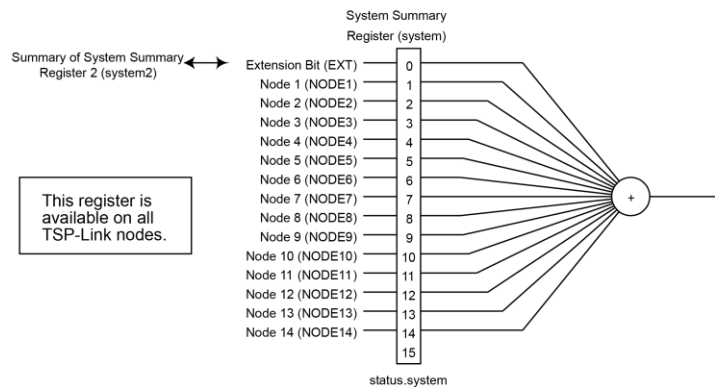 System Summary
Register (system)
Summary of System Summary
Register 2 (system2)
Extension Bit (EXT) 0
Node 1 (NODE1) 1
Node 2 (NODE2) 2
Node 3 (NODE3) 3
Node 4 (NODE4) 4
Node 5 (NODE5) 5
Node 6 (NODE6) 6
Node 7 (NODE7) 7
Node 8 (NODE8) 8
Node 9 (NODE9) 9
Node 10 (NODE10) 10
Node 11 (NODE11) 11
Node 12 (NODE12) 12
Node 13 (NODE13) 13
Node 14 (NODE14) 14
15
+
This register is
available on all
TSP-Link nodes.
status.system